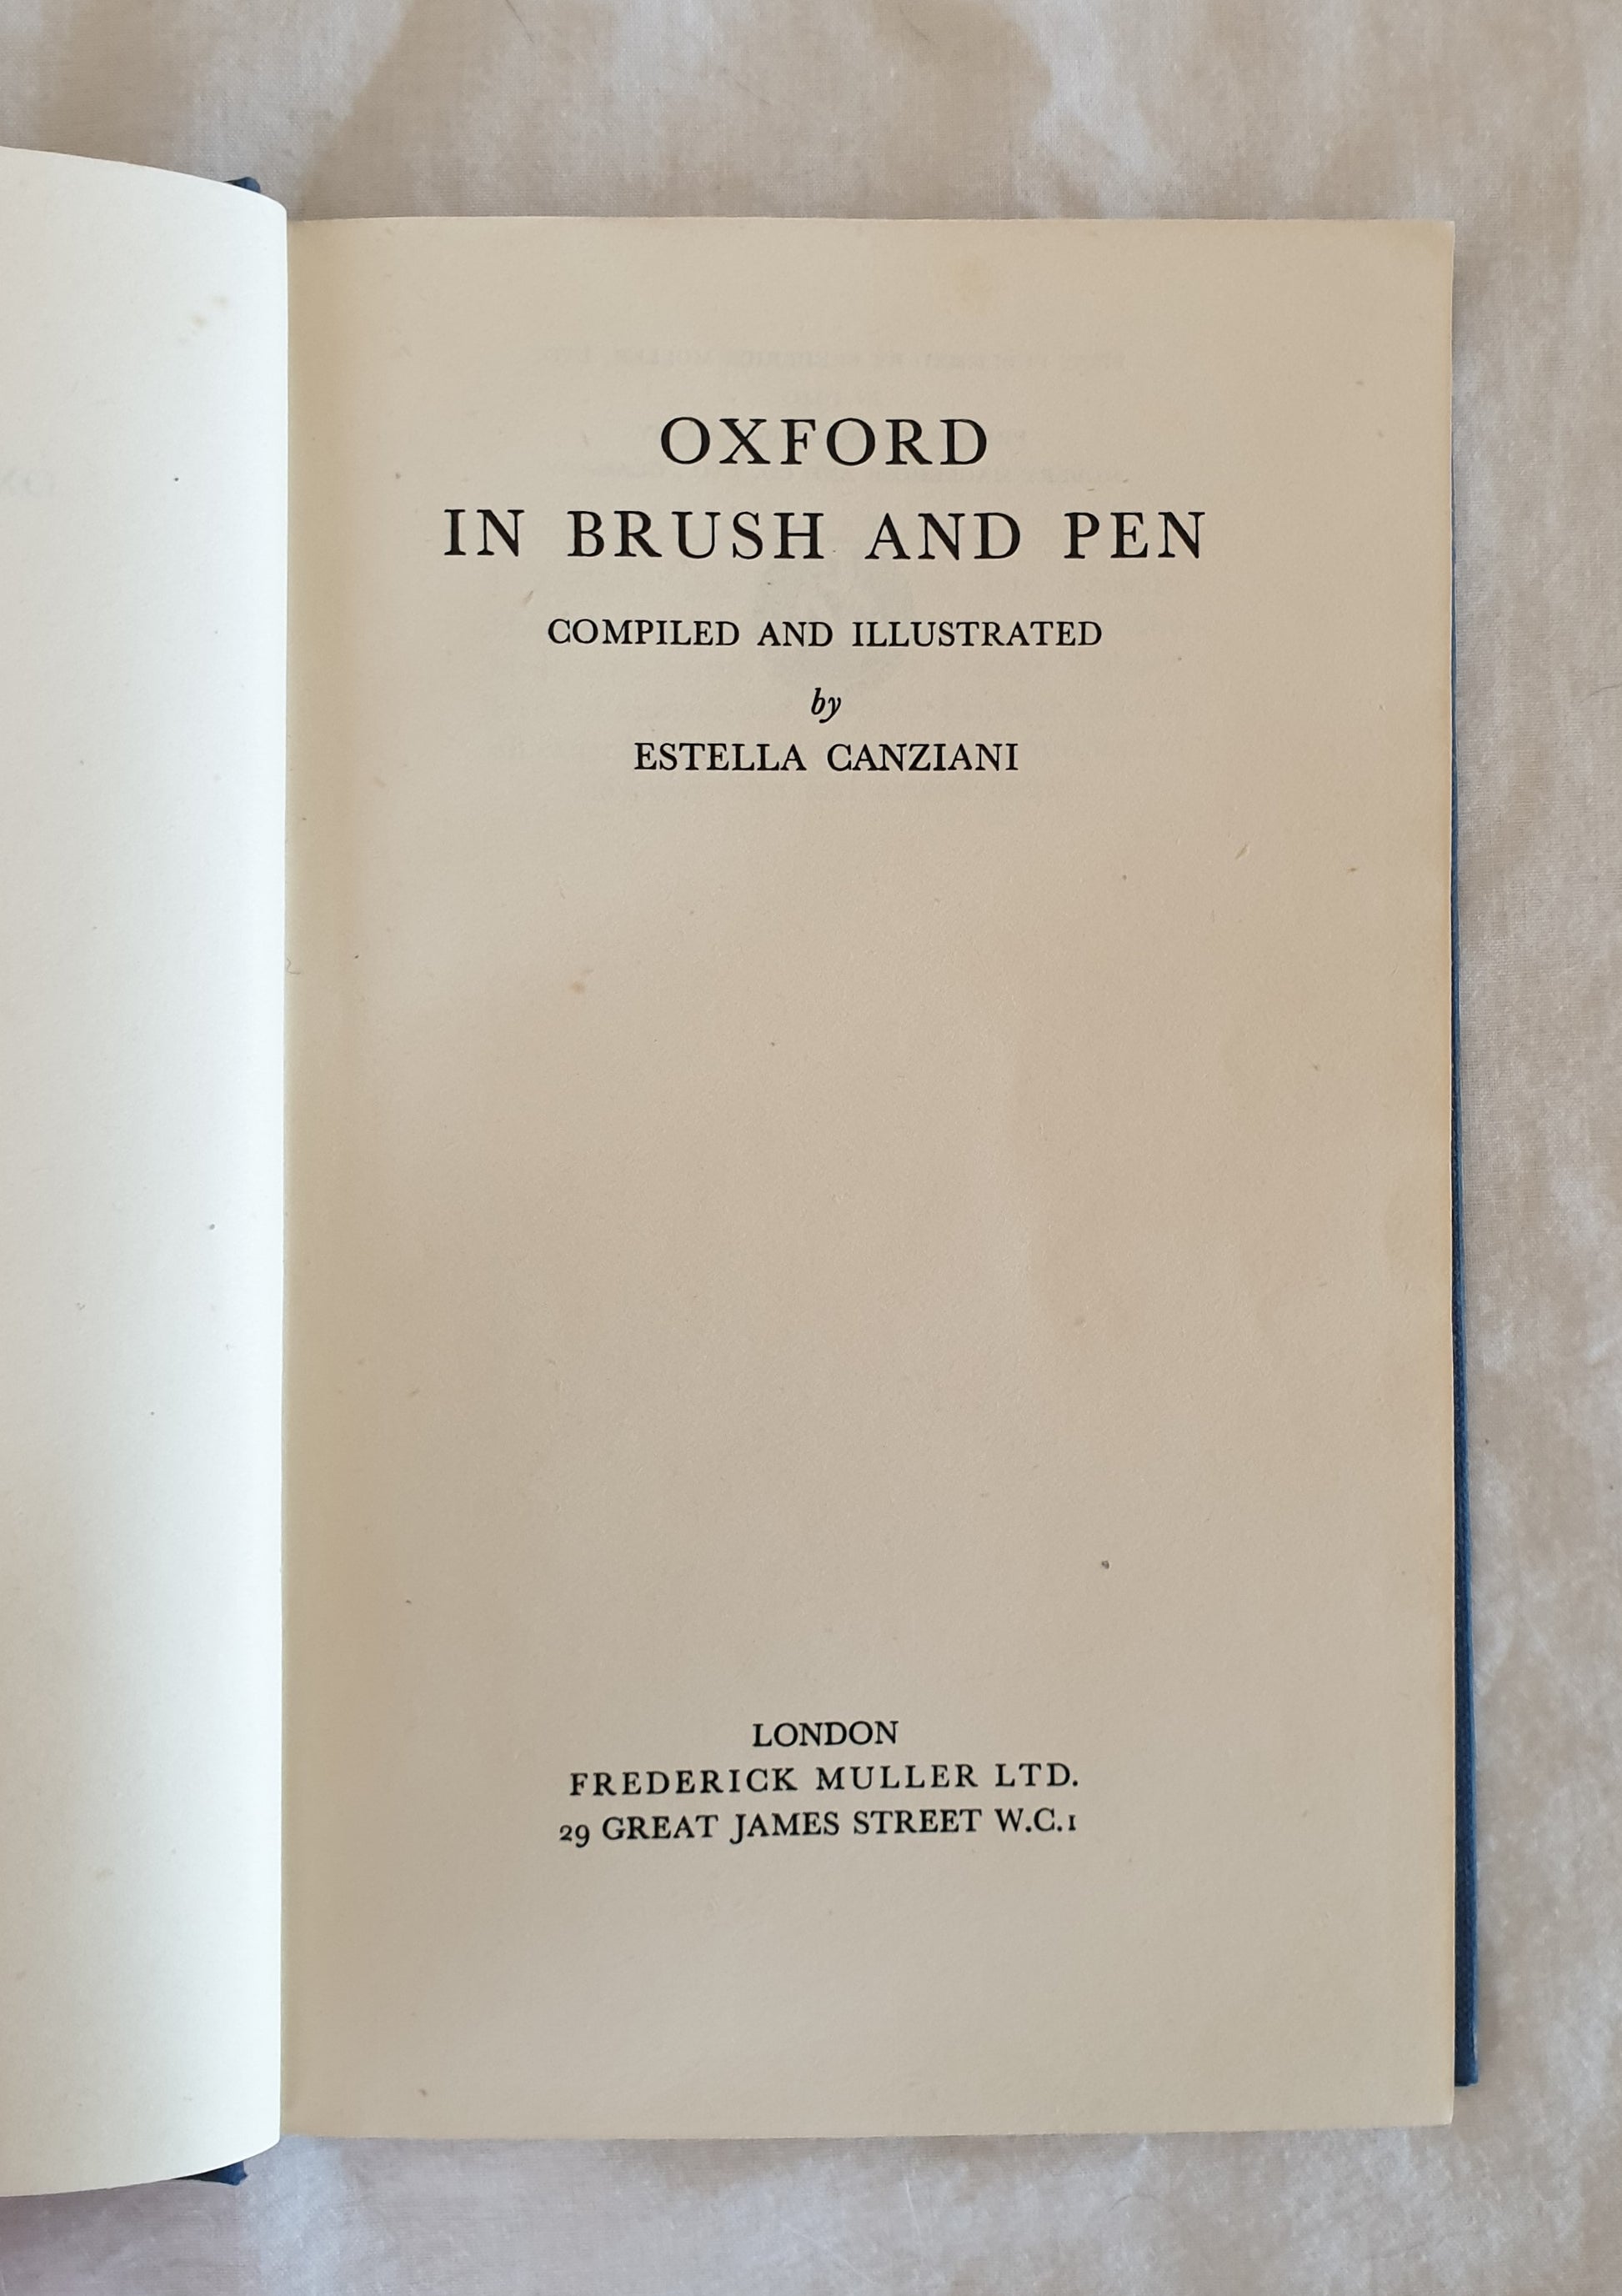 OXFORD
IN BRUSH AND PEN
COMPILED AND ILLUSTRATED
by
ESTELLA CANZIANI
LONDON
FREDERICK MULLER LTD.
29 GREAT JAMES STREET W.C.1